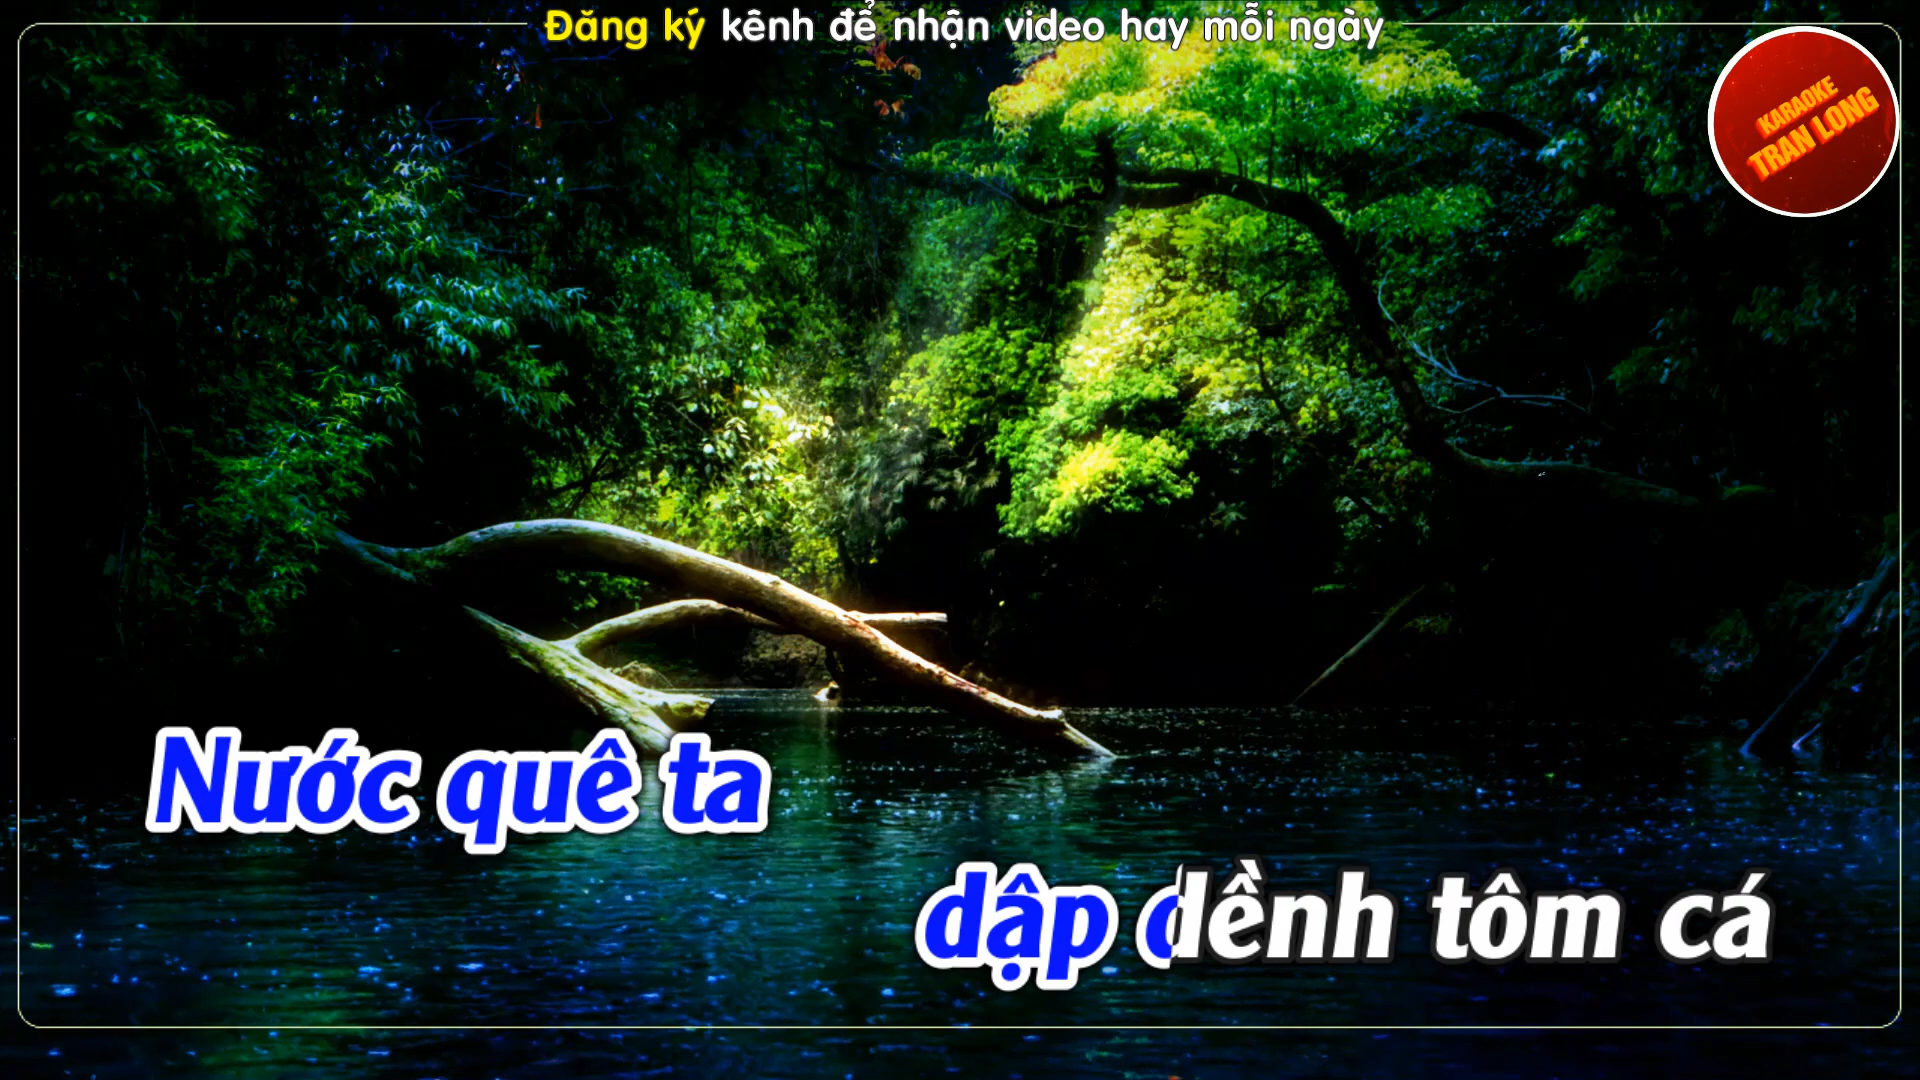 Đăng ký kênh để nhận video hay mỗi ngày
KARAOKE
TRAN LONG
Nước quê ta
dập dềnh tôm cá